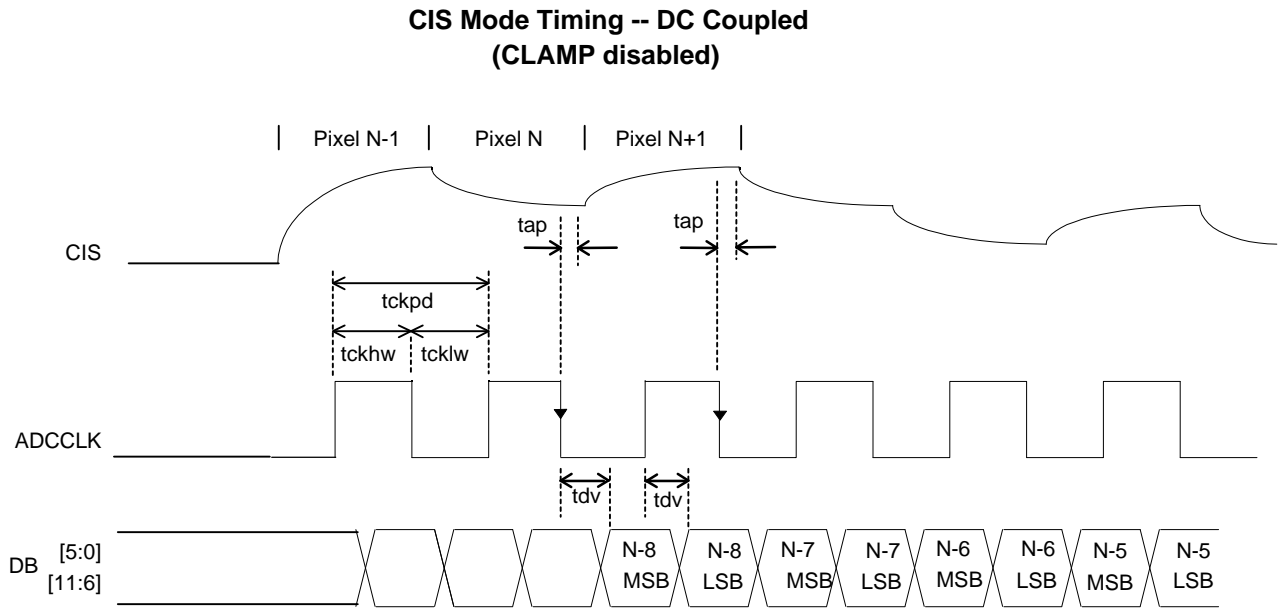 CIS Mode Timing -- DC Coupled
(CLAMP disabled)
| Pixel N-1 | Pixel N | Pixel N+1 |
tap tap
CIS
tckpd
tckhw tcklw
ADCCLK
tdv tdv
DB [5:0] N-8 N-8 N-7 N-7 N-6 N-6 N-5 N-5
[11:6] MSB LSB MSB LSB MSB LSB MSB LSB